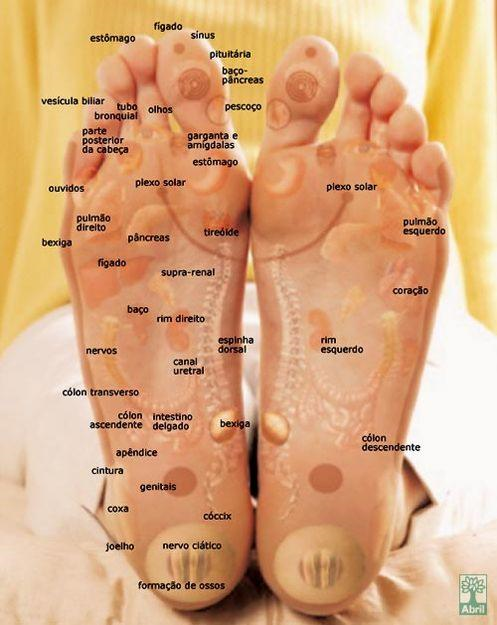 fígado
estômago
sínus
pituitária
baço-
pâncreas
vesícula biliar
tubo
bronquial
olhos
pescoço
parte
posterior
da cabeça
garganta e
amígdalas
estômago
ouvidos
plexo solar
plexo solar
pulmão
direito
bexiga
pâncreas
tireóide
pulmão
esquerdo
fígado
supra-renal
coração
baço
rim direito
nervos
espinha
dorsal
rim
esquerdo
canal
uretral
cólon transverso
cólon
ascendente
intestino
delgado
bexiga
cólon
descendente
apêndice
cintura
genitais
coxa
cóccix
joelho
nervo ciático
formação de ossos
Abril